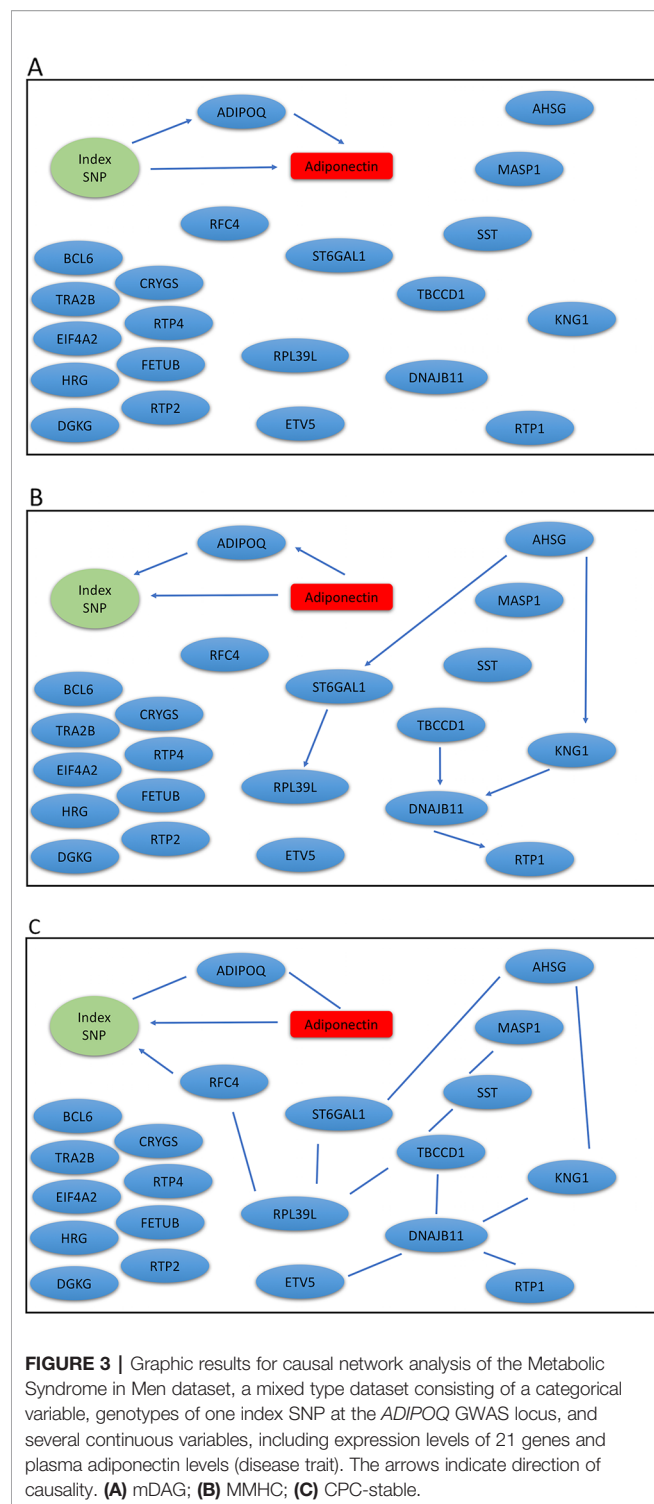 A
ADIPOQ
AHSG
Index
SNP
Adiponectin
MASP1
RFC4
SST
ST6GAL1
BCL6
CRYGS
TBCCD1
TRA2B
KNG1
RTP4
EIF4A2
RPL39L
FETUB
DNAJB11
HRG
RTP2
DGKG
ETV5
RTP1
B
ADIPOQ
AHSG
Index
SNP
Adiponectin
MASP1
RFC4
SST
ST6GAL1
BCL6
CRYGS
TBCCD1
TRA2B
KNG1
RTP4
EIF4A2
RPL39L
FETUB
DNAJB11
HRG
RTP2
DGKG
ETV5
RTP1
C
ADIPOQ
AHSG
Index
SNP
Adiponectin
MASP1
RFC4
SST
ST6GAL1
BCL6
CRYGS
TBCCD1
TRA2B
KNG1
RTP4
EIF4A2
RPL39L
FETUB
DNAJB11
HRG
RTP2
DGKG
ETV5
RTP1
FIGURE 3 | Graphic results for causal network analysis of the Metabolic
Syndrome in Men dataset, a mixed type dataset consisting of a categorical
variable, genotypes of one index SNP at the ADIPOQ GWAS locus, and
several continuous variables, including expression levels of 21 genes and
plasma adiponectin levels (disease trait). The arrows indicate direction of
causality. (A) mDAG; (B) MMHC; (C) CPC-stable.